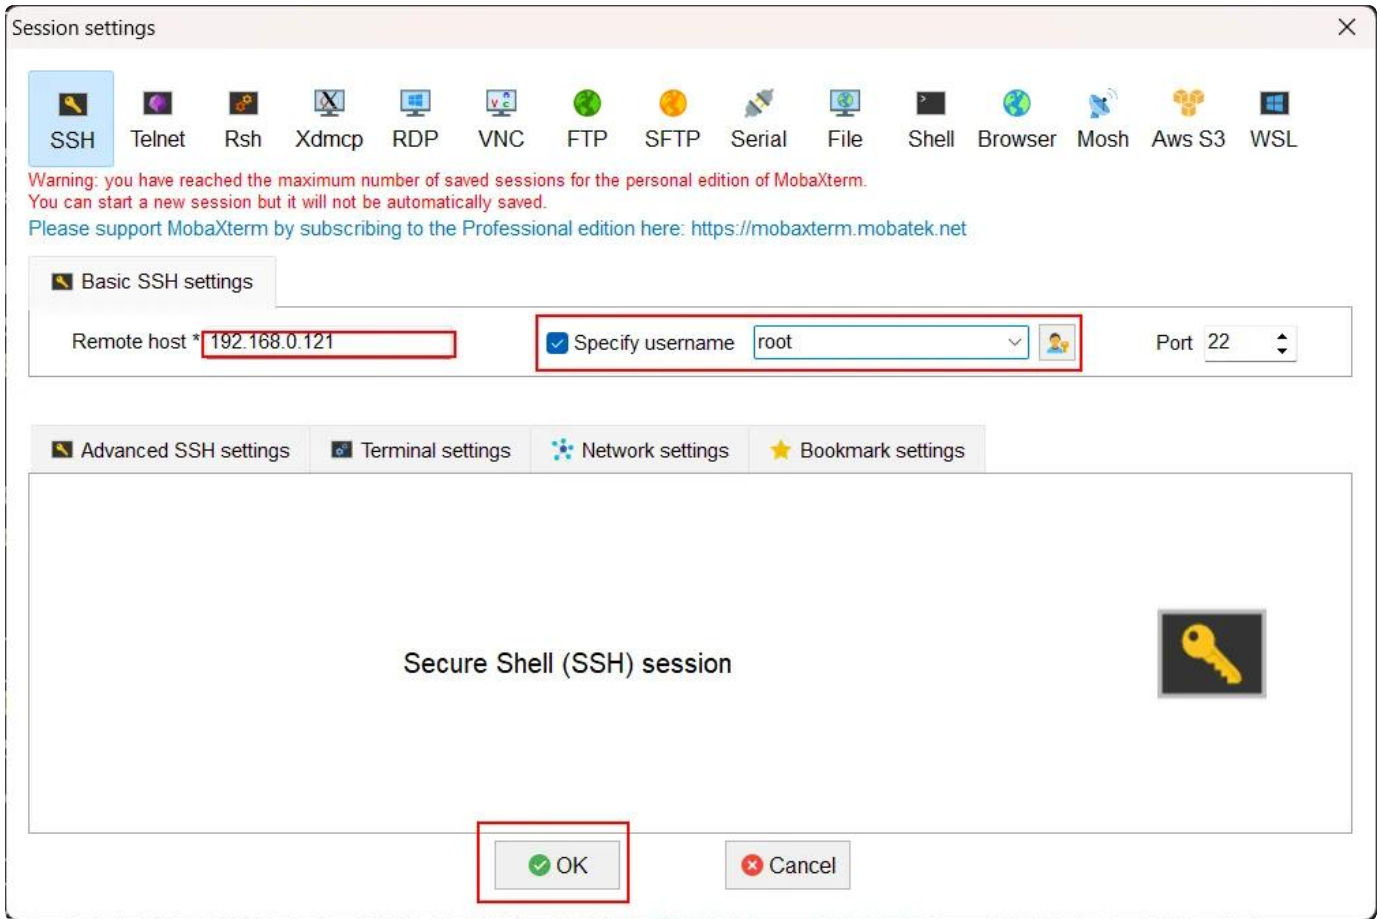 Session settings
SSH Telnet Rsh Xdmcp RDP VNC FTP SFTP Serial File Shell Browser Mosh Aws S3 WSL
Warning: you have reached the maximum number of saved sessions for the personal edition of MobaXterm.
You can start a new session but it will not be automatically saved.
Please support MobaXterm by subscribing to the Professional edition here: https://mobaxterm.mobatek.net
Basic SSH settings
Remote host * 192.168.0.121 Specify username root Port 22
Advanced SSH settings Terminal settings Network settings Bookmark settings
Secure Shell (SSH) session
OK Cancel